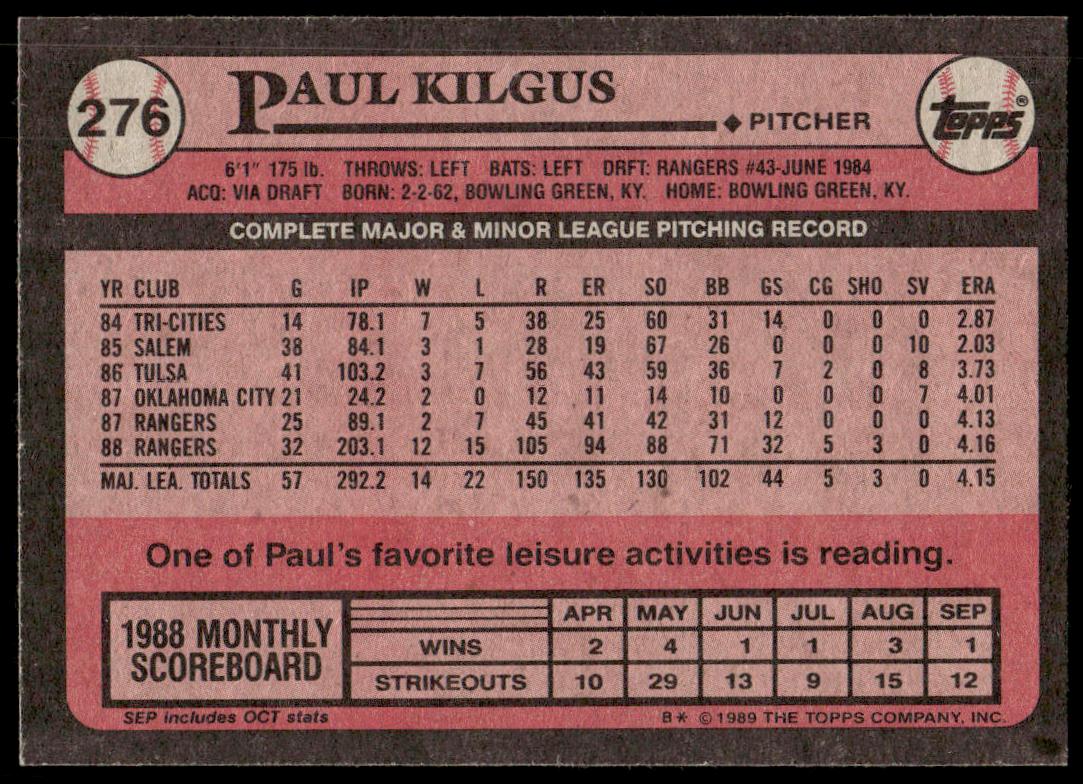 276
PAUL KILGUS
◆ PITCHER
Topps®
6'1" 175 lb. THROWS: LEFT BATS: LEFT DRFT: RANGERS #43-JUNE 1984
ACQ: VIA DRAFT BORN: 2-2-62, BOWLING GREEN, KY. HOME: BOWLING GREEN, KY.
COMPLETE MAJOR & MINOR LEAGUE PITCHING RECORD
YR CLUB G IP W L R ER SO BB GS CG SHO SV ERA
84 TRI-CITIES 14 78.1 7 5 38 25 60 31 14 0 0 0 2.87
85 SALEM 38 84.1 3 1 28 19 67 26 0 0 0 10 2.03
86 TULSA 41 103.2 3 7 56 43 59 36 7 2 0 8 3.73
87 OKLAHOMA CITY 21 24.2 2 0 12 11 14 10 0 0 0 7 4.01
87 RANGERS 25 89.1 2 7 45 41 42 31 12 0 0 0 4.13
88 RANGERS 32 203.1 12 15 105 94 88 71 32 5 3 0 4.16
MAJ. LEA. TOTALS 57 292.2 14 22 150 135 130 102 44 5 3 0 4.15
One of Paul's favorite leisure activities is reading.
1988 MONTHLY
SCOREBOARD
APR MAY JUN JUL AUG SEP
WINS 2 4 1 1 3 1
STRIKEOUTS 10 29 13 9 15 12
SEP includes OCT stats
B* © 1989 THE TOPPS COMPANY, INC.